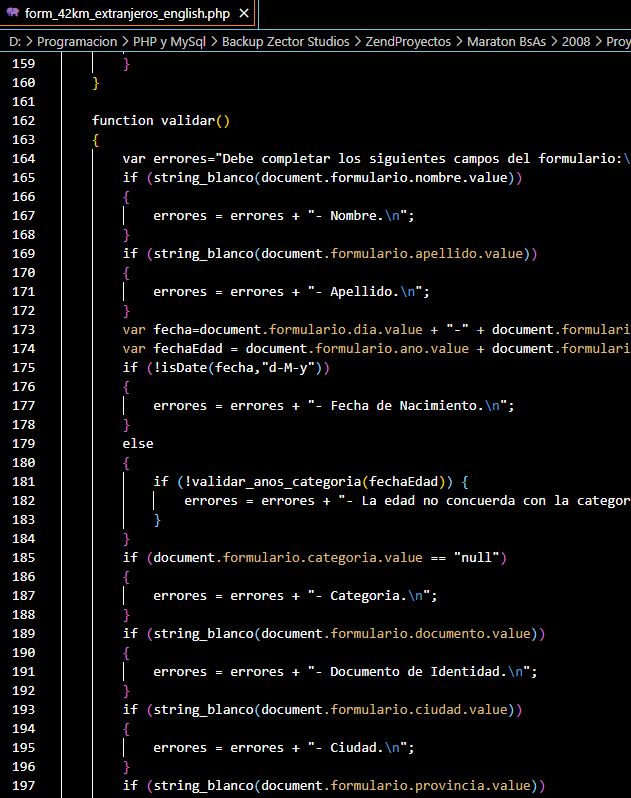 form_42km_extranjeros_english.php
D: > Programacion > PHP y MySql > Backup Zector Studios > ZendProyectos > Maraton BsAs > 2008 > Proy
159 }
160 }
161
162 function validar()
163 {
164 var errores="Debe completar los siguientes campos del formulario:\
165 if (string_blanco(document.formulario.nombre.value))
166 {
167 errores = errores + "- Nombre.\n";
168 }
169 if (string_blanco(document.formulario.apellido.value))
170 {
171 errores = errores + "- Apellido.\n";
172 }
173 var fecha=document.formulario.dia.value + "-" + document.formulari
174 var fechaEdad = document.formulario.ano.value + document.formulari
175 if (!isDate(fecha,"d-M-y"))
176 {
177 errores = errores + "- Fecha de Nacimiento.\n";
178 }
179 else
180 {
181 if (!validar_anos_categoria(fechaEdad)) {
182 errores = errores + "- La edad no concuerda con la categor
183 }
184 }
185 if (document.formulario.categoria.value == "null")
186 {
187 errores = errores + "- Categoria.\n";
188 }
189 if (string_blanco(document.formulario.documento.value))
190 {
191 errores = errores + "- Documento de Identidad.\n";
192 }
193 if (string_blanco(document.formulario.ciudad.value))
194 {
195 errores = errores + "- Ciudad.\n";
196 }
197 if (string_blanco(document.formulario.provincia.value))